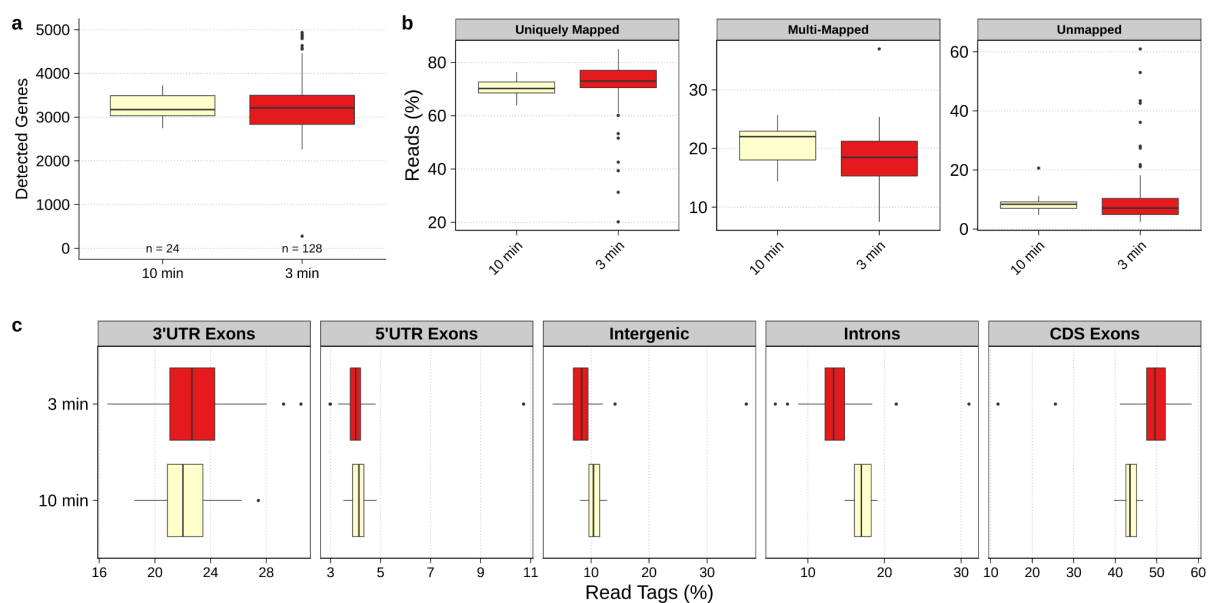 a
Detected Genes
5000
4000
3000
2000
1000
0
n = 24
n = 128
10 min
3 min
b
Reads (%)
Uniquely Mapped
80
60
40
20
10 min
3 min
Multi-Mapped
30
20
10
10 min
3 min
Unmapped
60
40
20
0
10 min
3 min
c
3'UTR Exons
5'UTR Exons
Intergenic
Introns
CDS Exons
3 min
10 min
16 20 24 28
3 5 7 9 11
10 20 30
10 20 30
10 20 30 40 50 60
Read Tags (%)